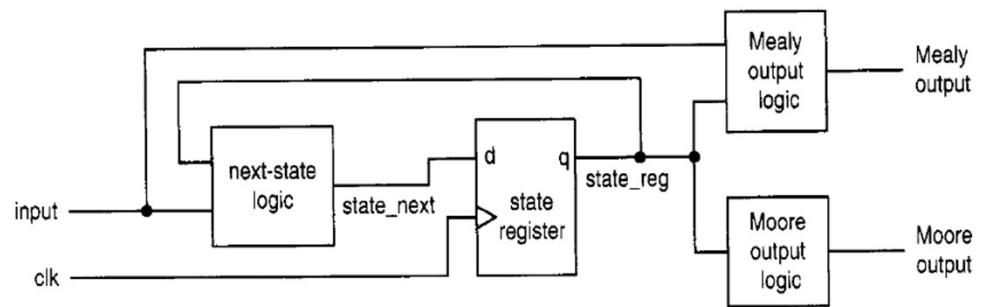 Mealy
output
logic
Mealy
output
next-state
logic
d
q
state_reg
input
state_next
state
register
clk
Moore
output
logic
Moore
output